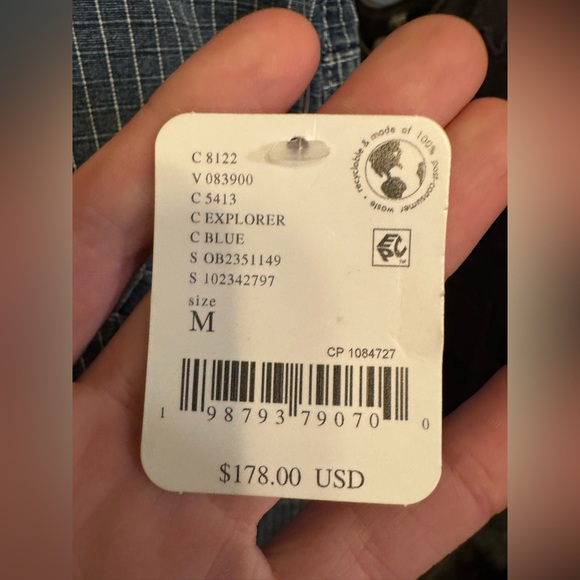 C 8122
V 083900
C 5413
C EXPLORER
C BLUE
S OB2351149
S 102342797
size
M
recyclable & made of 100% post-consumer waste •
EPC
CP 1084727
1 98793 79070 0
$178.00 USD